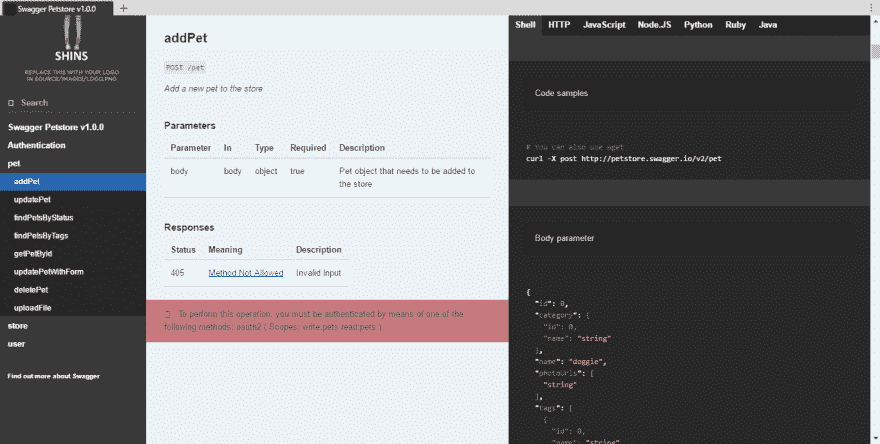 Swagger Petstore v1.0.0
SHINS
REPLACE THIS WITH YOUR LOGO
IN SOURCE/IMAGES/LOGO.PNG
Search
Swagger Petstore v1.0.0
Authentication
pet
addPet
updatePet
findPetsByStatus
findPetsByTags
getPetById
updatePetWithForm
deletePet
uploadFile
store
user
Find out more about Swagger
addPet
POST /pet
Add a new pet to the store
Parameters
Parameter In Type Required Description
body body object true Pet object that needs to be added to
the store
Responses
Status Meaning Description
405 Method Not Allowed Invalid input
To perform this operation, you must be authenticated by means of one of the
following methods: oauth2 ( Scopes: write:pets read:pets )
Shell HTTP JavaScript Node.JS Python Ruby Java
Code samples
# You can also use wget
curl -X post http://petstore.swagger.io/v2/pet
Body parameter
{
"id": 0,
"category": {
"id": 0,
"name": "string"
},
"name": "doggie",
"photoUrls": [
"string"
],
"tags": [
{
"id": 0,
"name": "string"